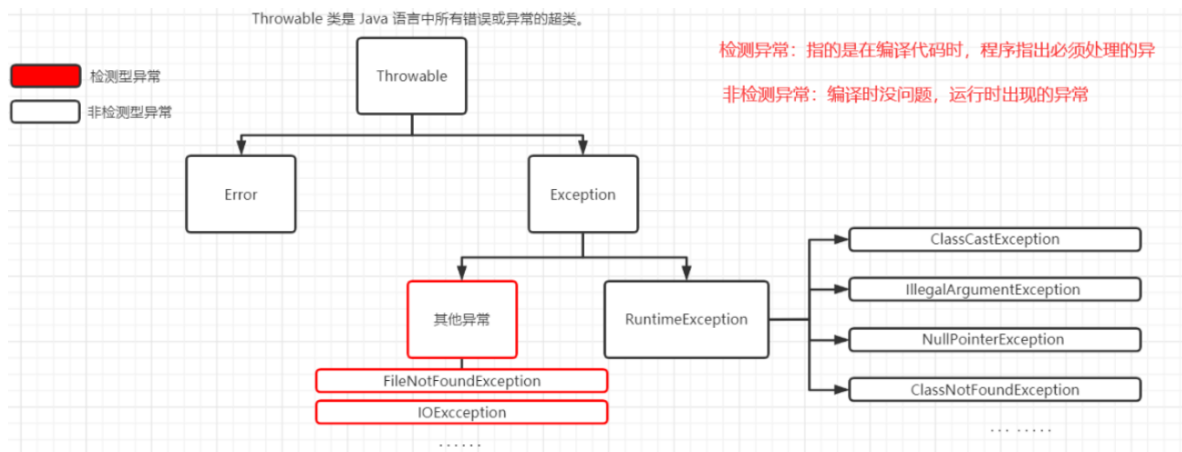 Throwable 类是 Java 语言中所有错误或异常的超类。
检测型异常
非检测型异常
检测异常：指的是在编译代码时，程序指出必须处理的异
非检测异常：编译时没问题，运行时出现的异常
Throwable
Error
Exception
其他异常
RuntimeException
FileNotFoundException
IOExcception
......
ClassCastException
IllegalArgumentException
NullPointerException
ClassNotFoundException
... .....